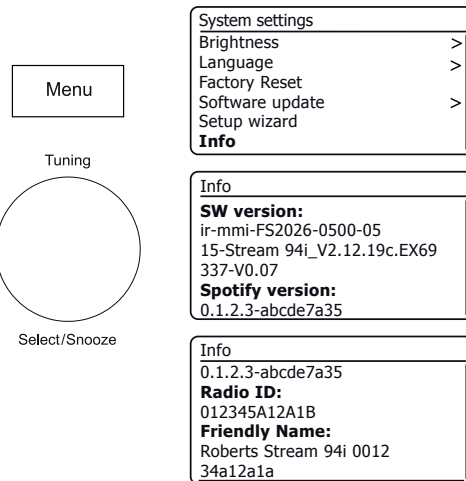 Menu
Tuning
Select/Snooze
System settings
Brightness >
Language >
Factory Reset
Software update >
Setup wizard
Info
Info
SW version:
ir-mmi-FS2026-0500-05
15-Stream 94i_V2.12.19c.EX69
337-V0.07
Spotify version:
0.1.2.3-abcde7a35
Info
0.1.2.3-abcde7a35
Radio ID:
012345A12A1B
Friendly Name:
Roberts Stream 94i 0012
34a12a1a